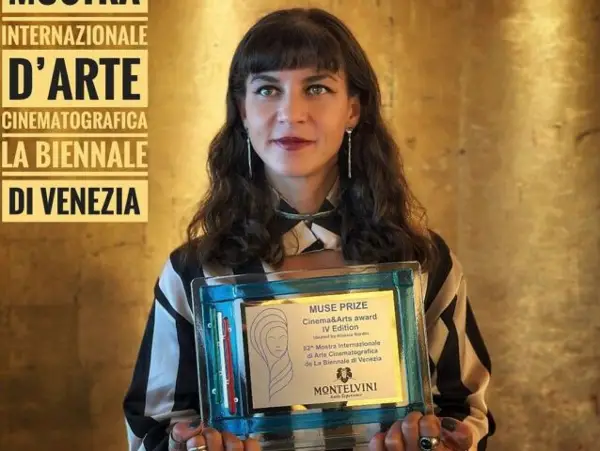 MOSTRA
INTERNAZIONALE
D’ARTE
CINEMATOGRAFICA
LA BIENNALE
DI VENEZIA
MUSE PRIZE
Cinema&Arts award
IV Edition
82ª Mostra Internazionale
di Arte Cinematografica
de La Biennale di Venezia
MONTELVINI